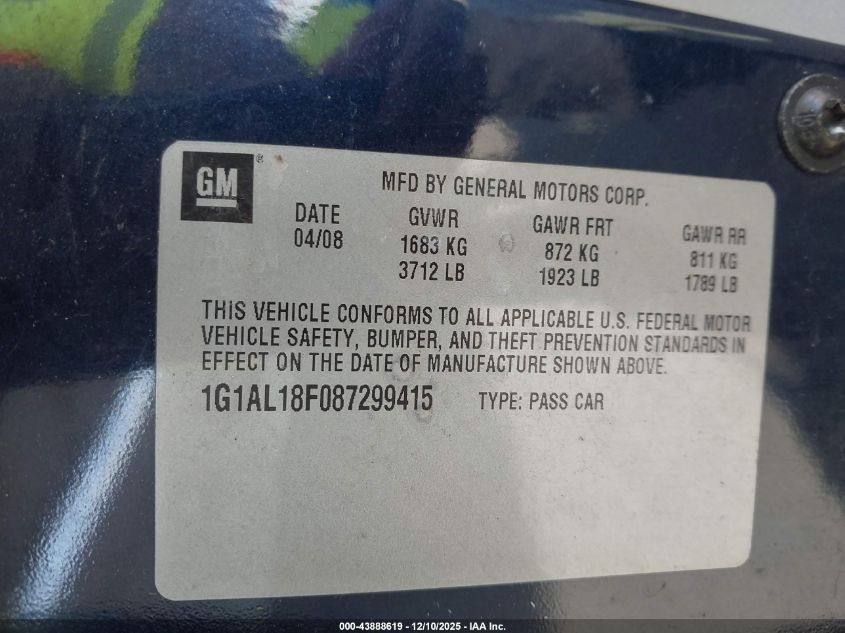 GM ®
MFD BY GENERAL MOTORS CORP.
DATE GVWR GAWR FRT GAWR RR
04/08 1683 KG 872 KG 811 KG
3712 LB 1923 LB 1789 LB
THIS VEHICLE CONFORMS TO ALL APPLICABLE U.S. FEDERAL MOTOR
VEHICLE SAFETY, BUMPER, AND THEFT PREVENTION STANDARDS IN
EFFECT ON THE DATE OF MANUFACTURE SHOWN ABOVE.
1G1AL18F087299415 TYPE: PASS CAR
000-43888619 - 12/10/2025 - IAA Inc.